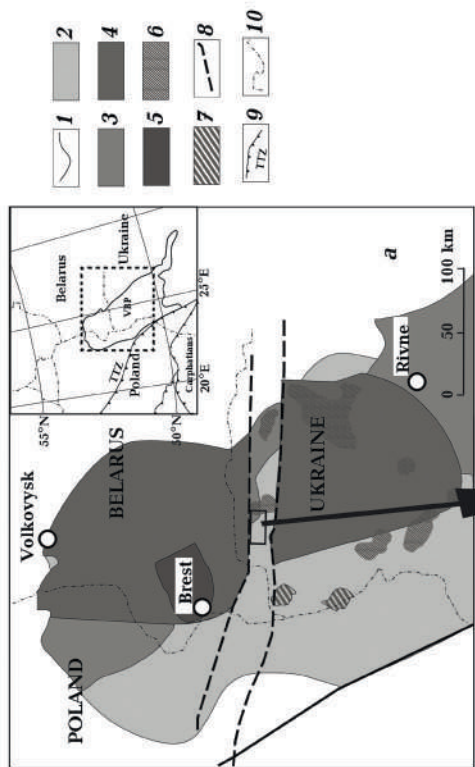 POLAND
BELARUS
UKRAINE
Volkovysk
Brest
Rivne
a
0 50 100 km
55°N
50°N
20°E
25°E
Belarus
Ukraine
Poland
TTZ
VBP
Carphatians
1
2
3
4
5
6
7
8
TTZ
9
10